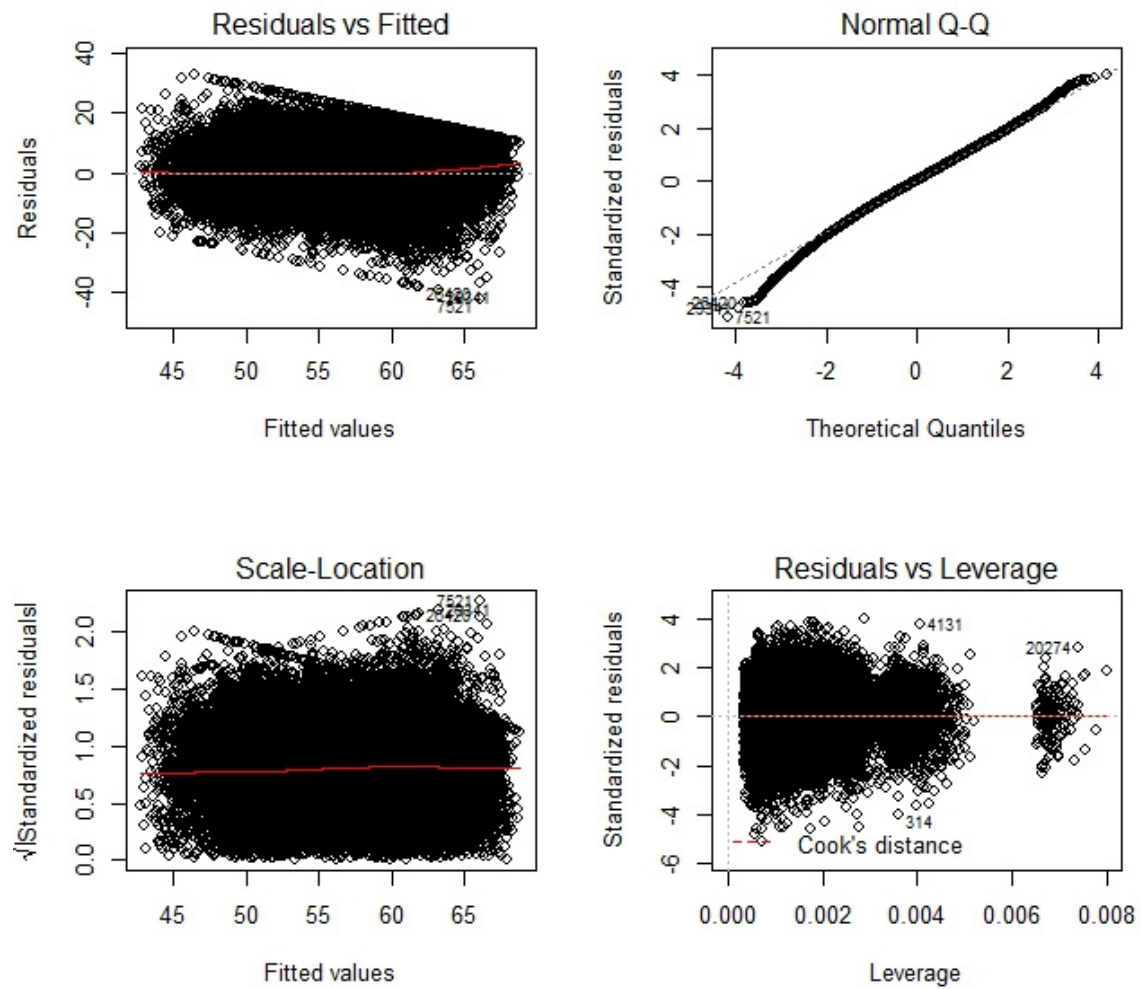 Residuals vs Fitted
Residuals
40
20
0
-20
-40
7521
45 50 55 60 65
Fitted values
Normal Q-Q
Standardized residuals
4
2
0
-2
-4
7521
-4 -2 0 2 4
Theoretical Quantiles
Scale-Location
√|Standardized residuals|
2.0
1.5
1.0
0.5
0.0
7521
45 50 55 60 65
Fitted values
Residuals vs Leverage
Standardized residuals
4
2
0
-2
-4
-6
4131
20274
314
Cook's distance
0.000 0.002 0.004 0.006 0.008
Leverage